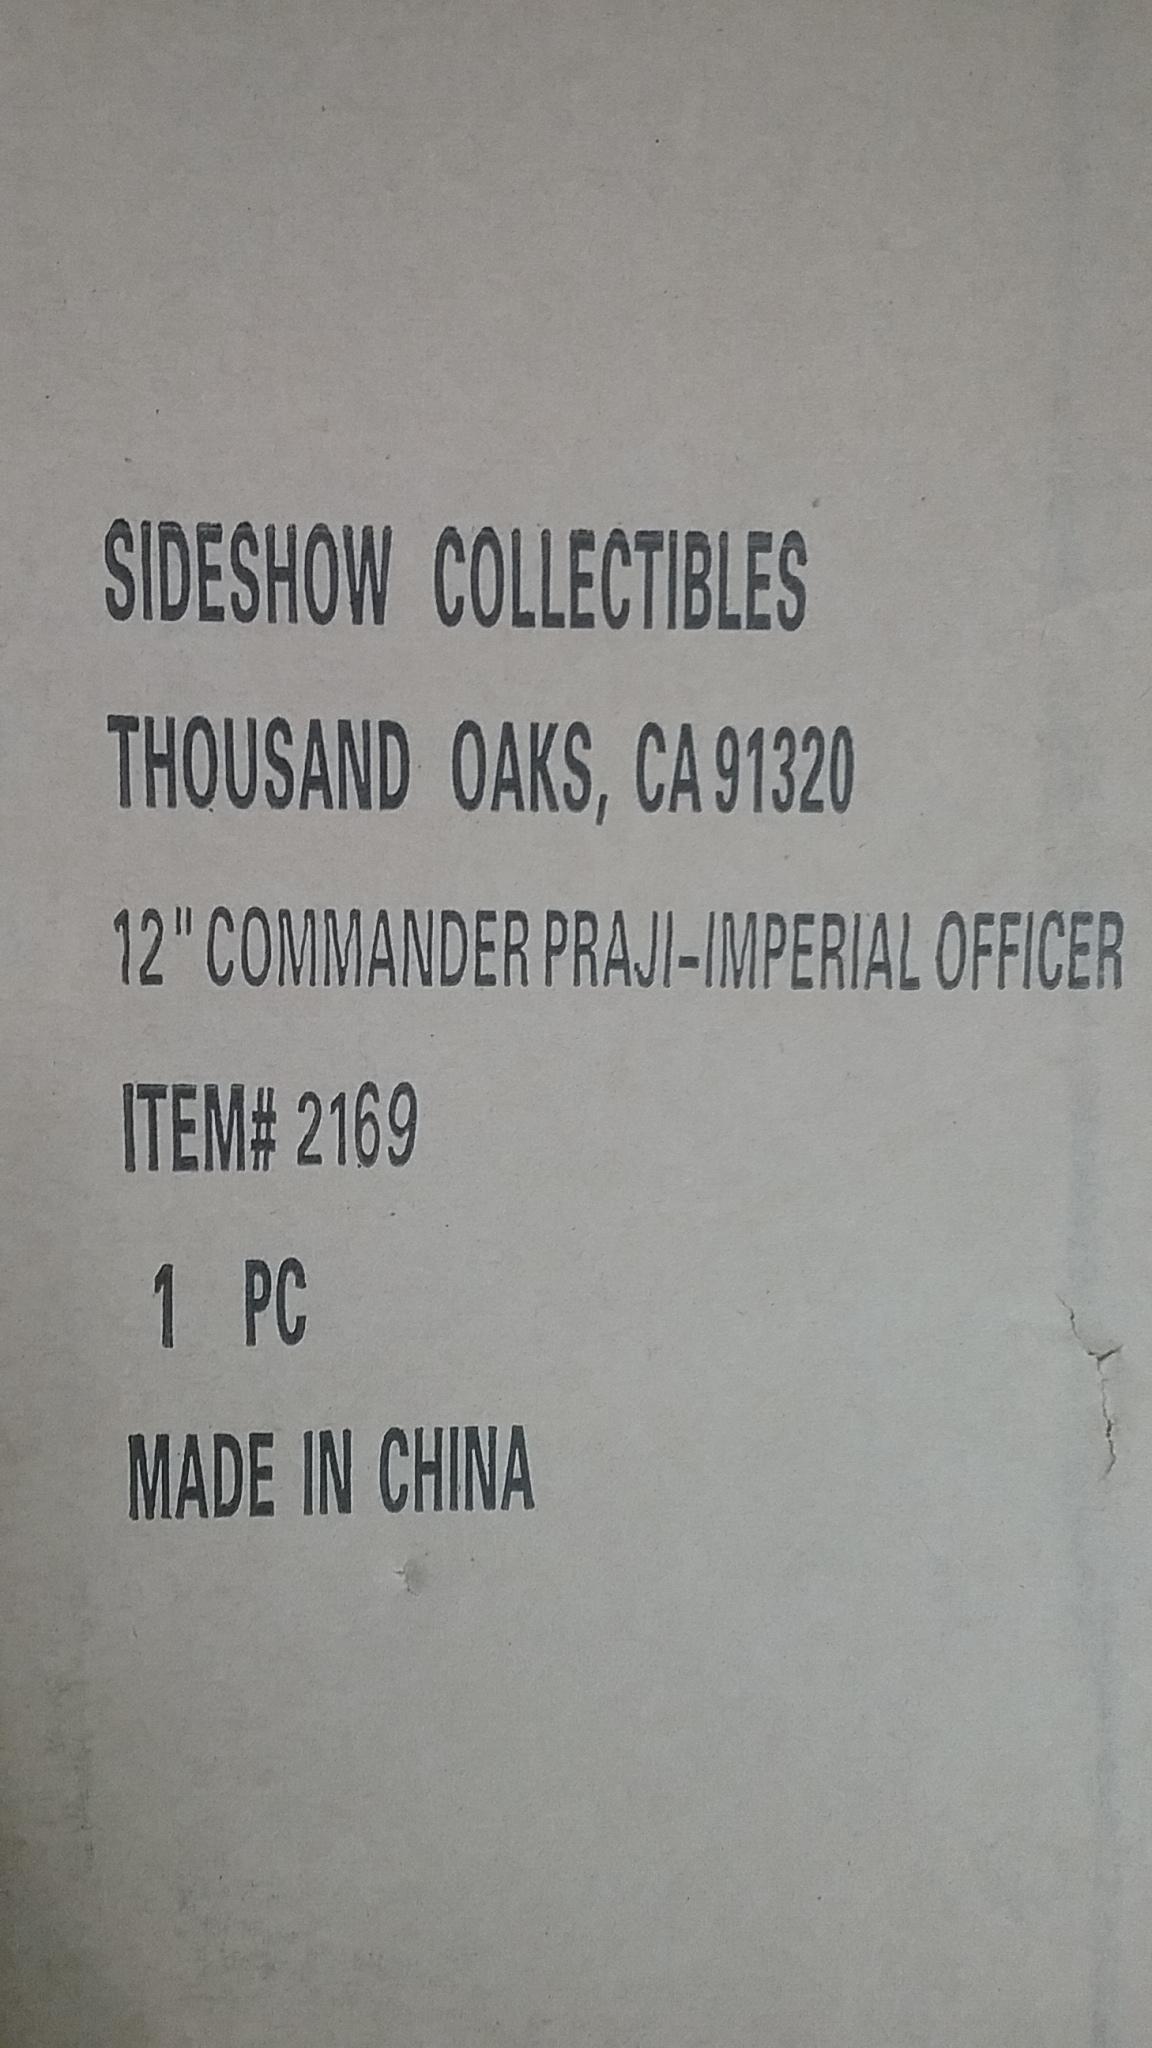 SIDESHOW COLLECTIBLES
THOUSAND OAKS, CA 91320
12" COMMANDER PRAJI-IMPERIAL OFFICER
ITEM# 2169
1 PC
MADE IN CHINA